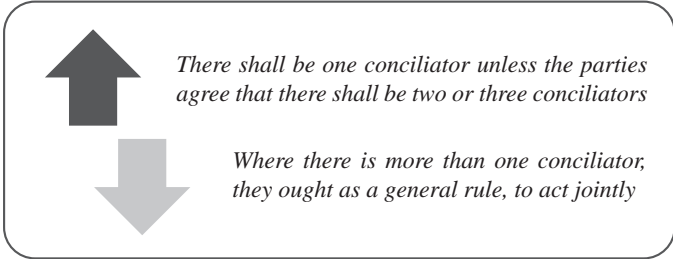 There shall be one conciliator unless the parties
agree that there shall be two or three conciliators
Where there is more than one conciliator,
they ought as a general rule, to act jointly